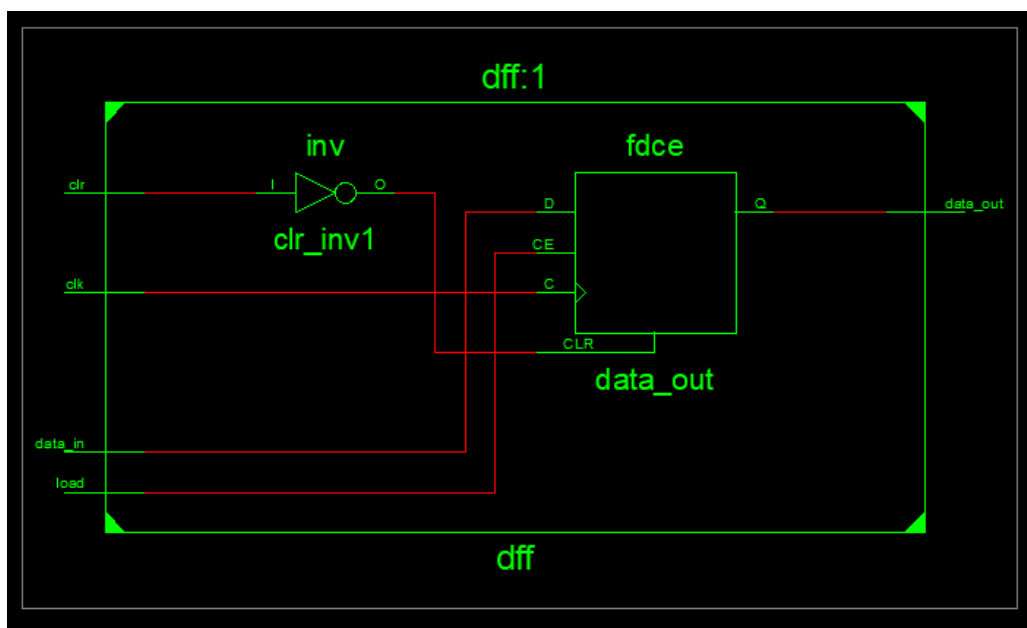 dff:1
inv
fdce
clr
I
O
D
Q
data_out
clr_inv1
CE
clk
C
CLR
data_out
data_in
load
dff